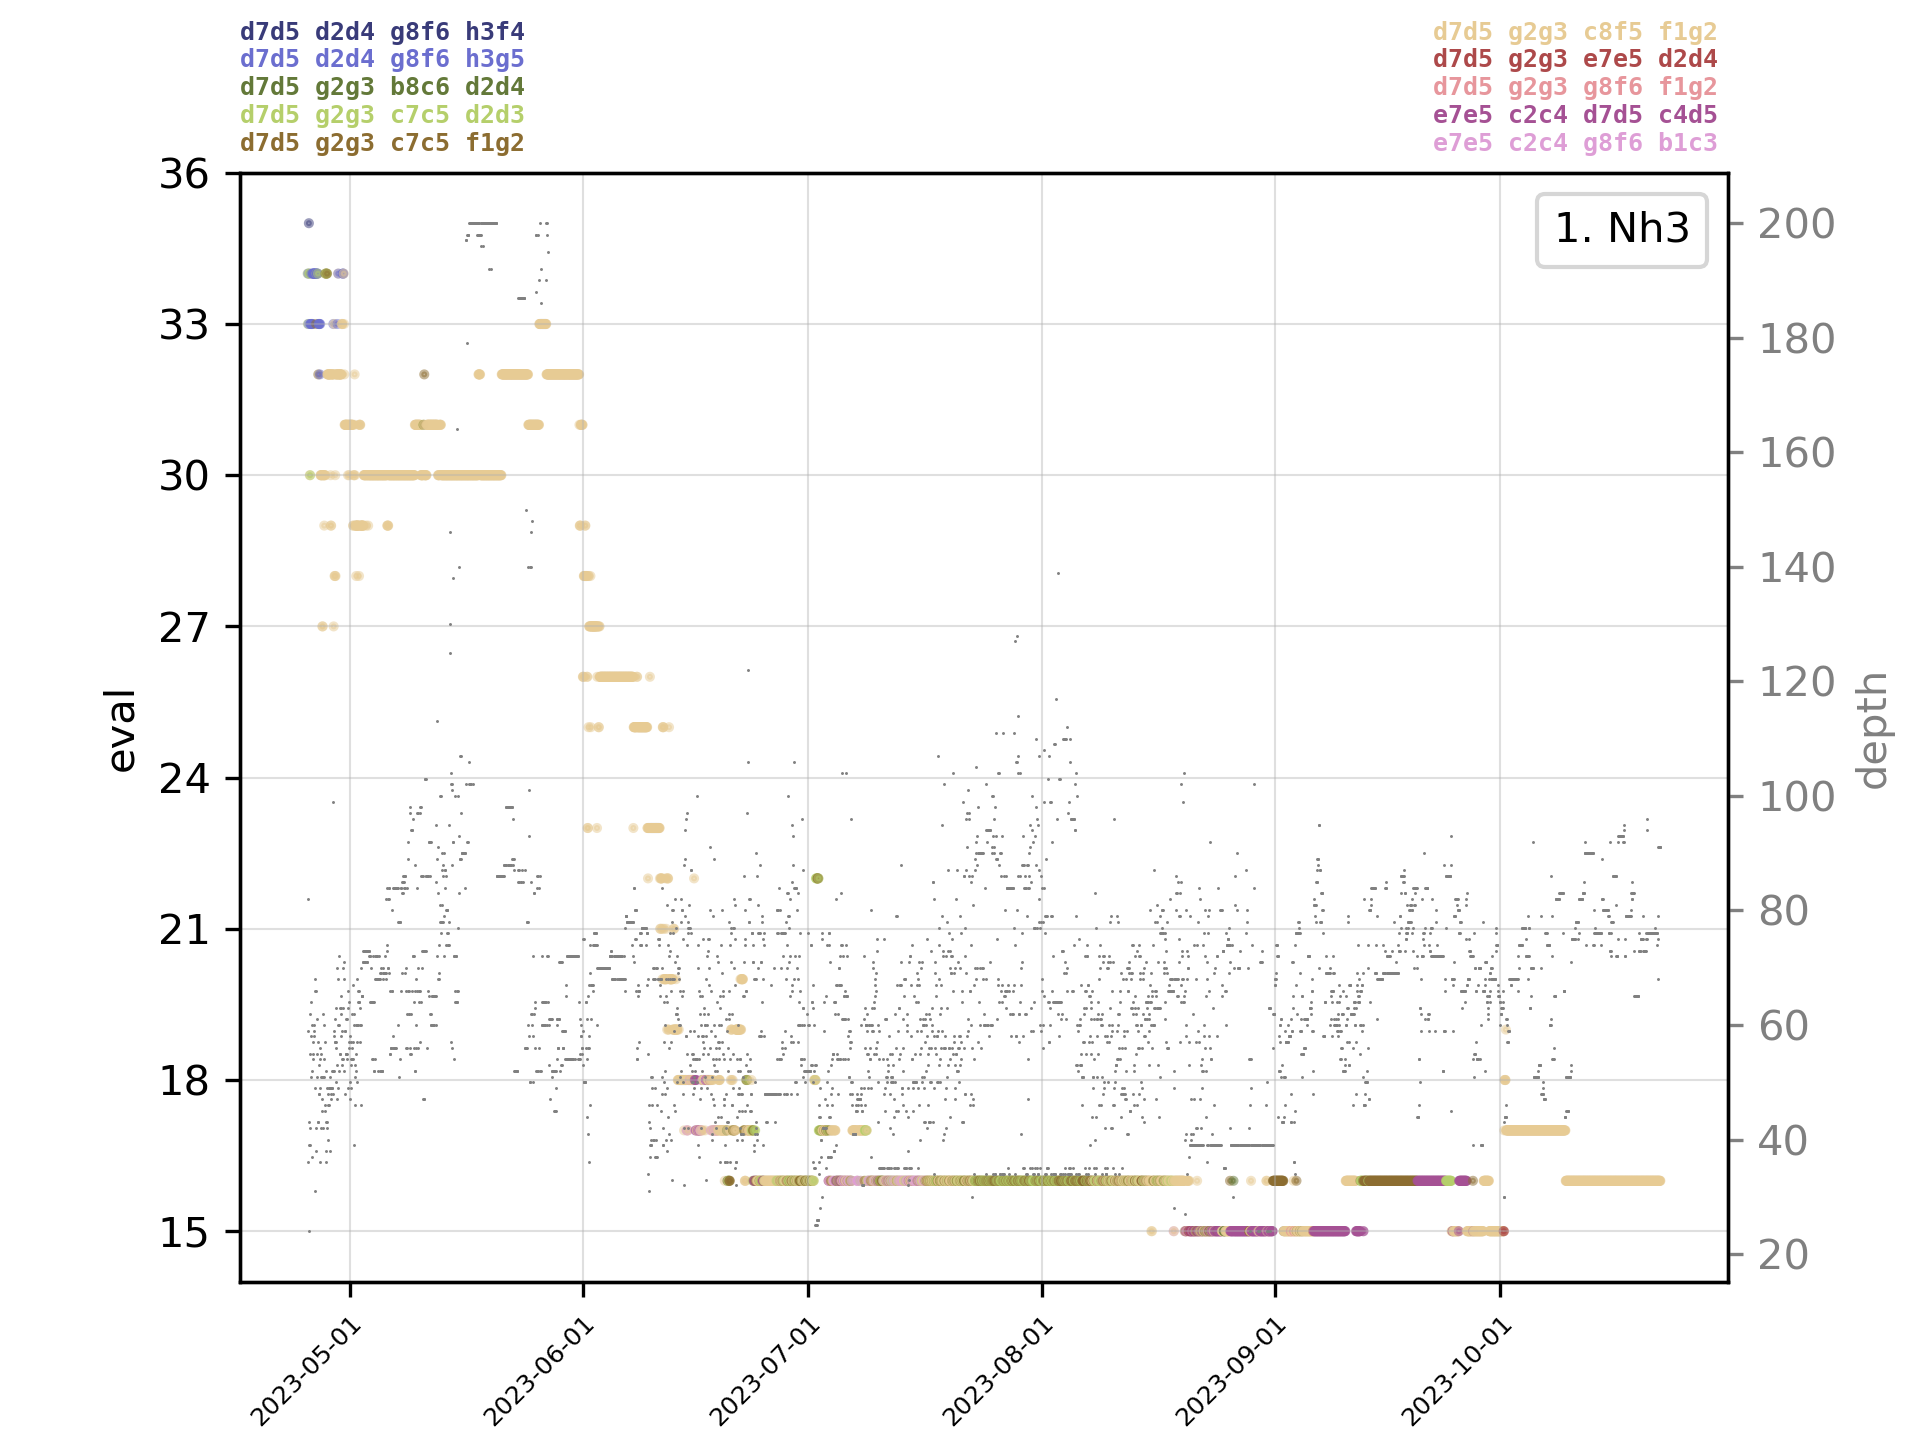 d7d5 d2d4 g8f6 h3f4
d7d5 d2d4 g8f6 h3g5
d7d5 g2g3 b8c6 d2d4
d7d5 g2g3 c7c5 d2d3
d7d5 g2g3 c7c5 f1g2
d7d5 g2g3 c8f5 f1g2
d7d5 g2g3 e7e5 d2d4
d7d5 g2g3 g8f6 f1g2
e7e5 c2c4 d7d5 c4d5
e7e5 c2c4 g8f6 b1c3
1. Nh3
eval
36
33
30
27
24
21
18
15
depth
200
180
160
140
120
100
80
60
40
20
2023-05-01
2023-06-01
2023-07-01
2023-08-01
2023-09-01
2023-10-01